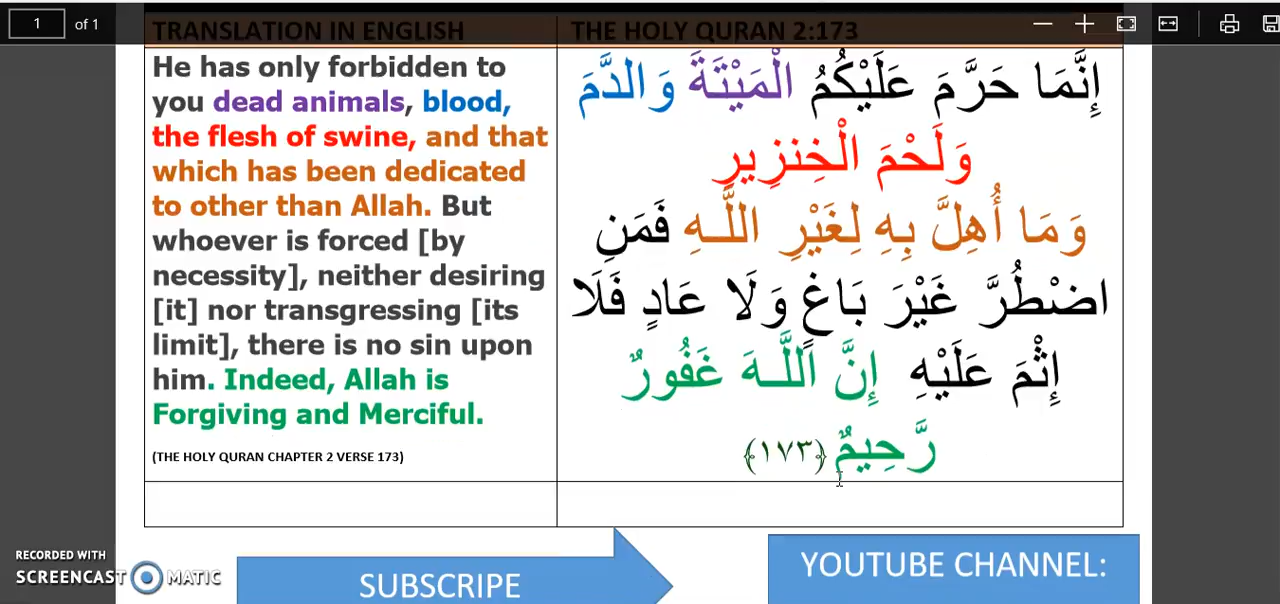 1 of 1
TRANSLATION IN ENGLISH
THE HOLY QURAN 2:173
He has only forbidden to
you dead animals, blood,
the flesh of swine, and that
which has been dedicated
to other than Allah. But
whoever is forced [by
necessity], neither desiring
[it] nor transgressing [its
limit], there is no sin upon
him. Indeed, Allah is
Forgiving and Merciful.
(THE HOLY QURAN CHAPTER 2 VERSE 173)
إِنَّمَا حَرَّمَ عَلَيْكُمُ الْمَيْتَةَ وَالدَّمَ
وَلَحْمَ الْخِنزِيرِ
وَمَا أُهِلَّ بِهِ لِغَيْرِ اللَّـهِ فَمَنِ
اضْطُرَّ غَيْرَ بَاغٍ وَلَا عَادٍ فَلَا
إِثْمَ عَلَيْهِ إِنَّ اللَّـهَ غَفُورٌ
رَّحِيمٌ ﴿١٧٣﴾
SUBSCRIPE
YOUTUBE CHANNEL:
RECORDED WITH
SCREENCAST MATIC